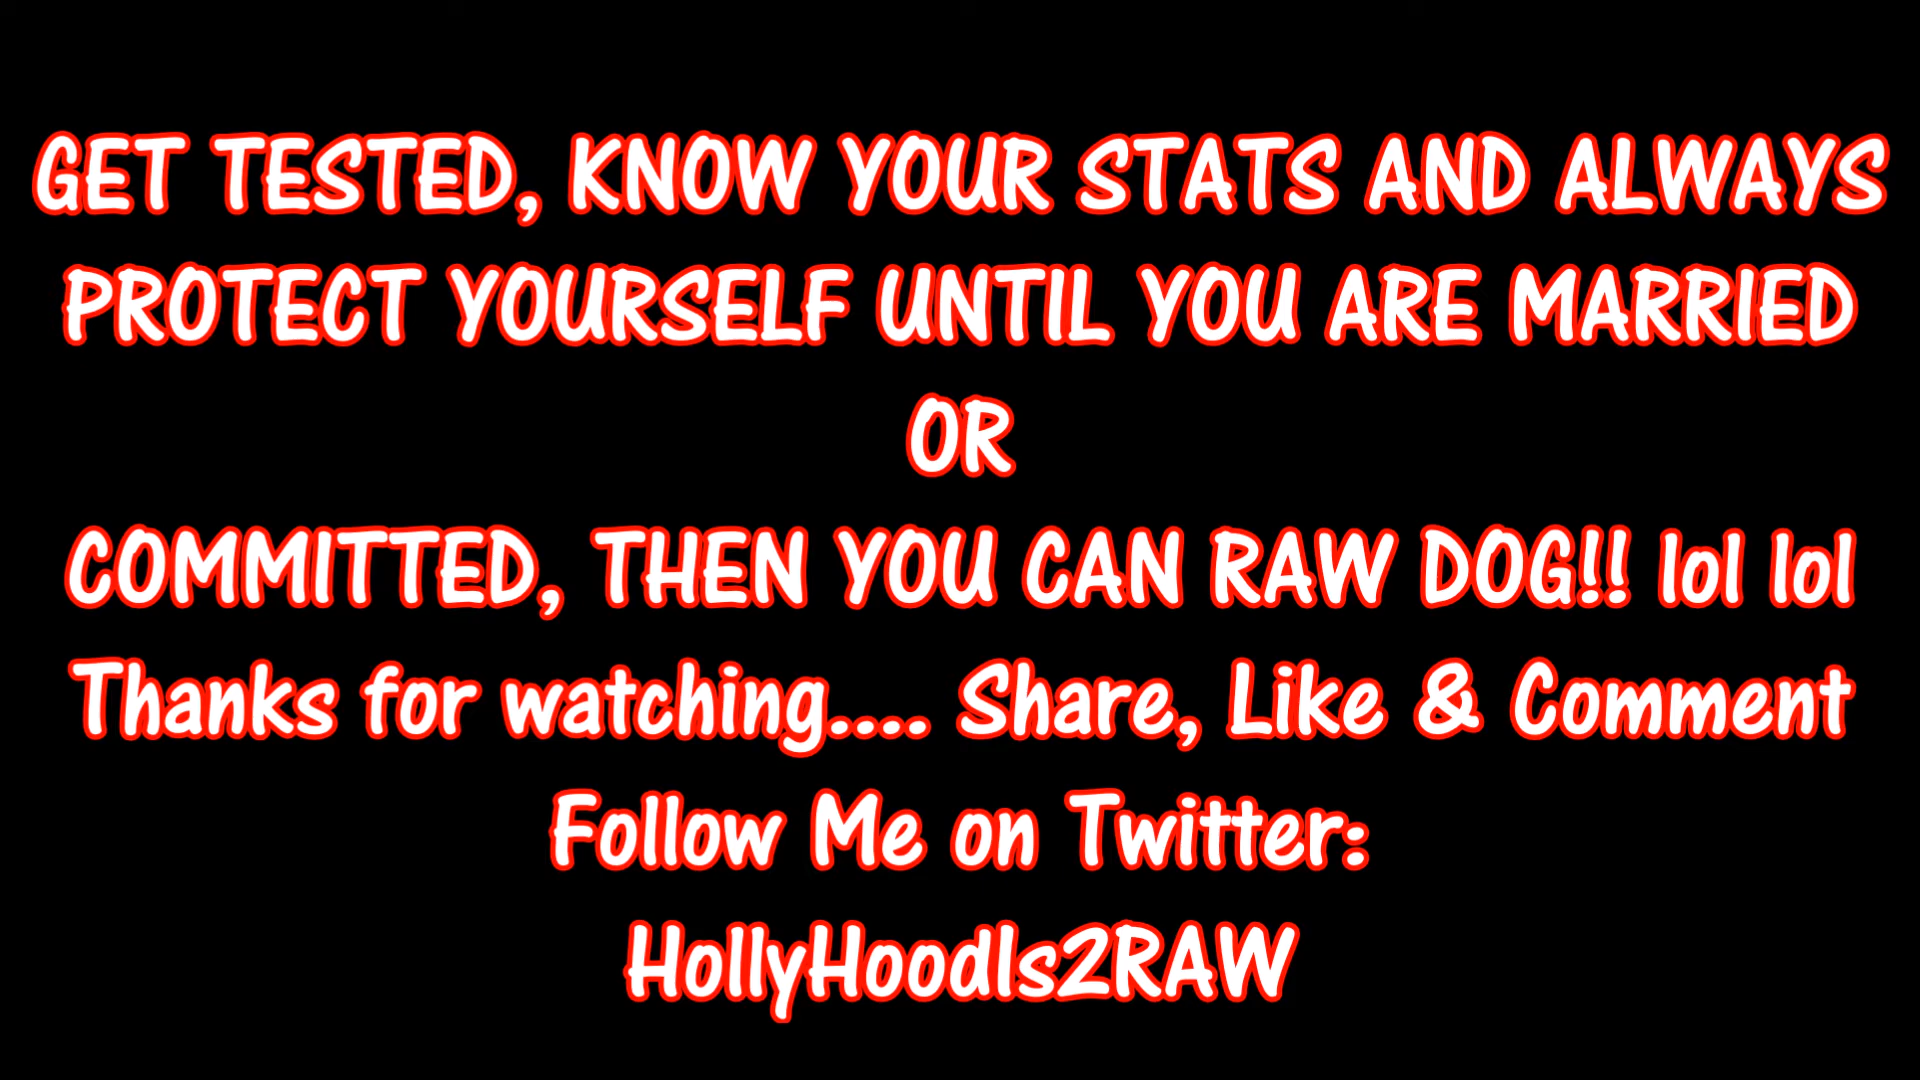 GET TESTED, KNOW YOUR STATS AND ALWAYS
PROTECT YOURSELF UNTIL YOU ARE MARRIED
OR
COMMITTED, THEN YOU CAN RAW DOG!! lol lol
Thanks for watching.... Share, Like & Comment
Follow Me on Twitter:
HollyHoodIs2RAW